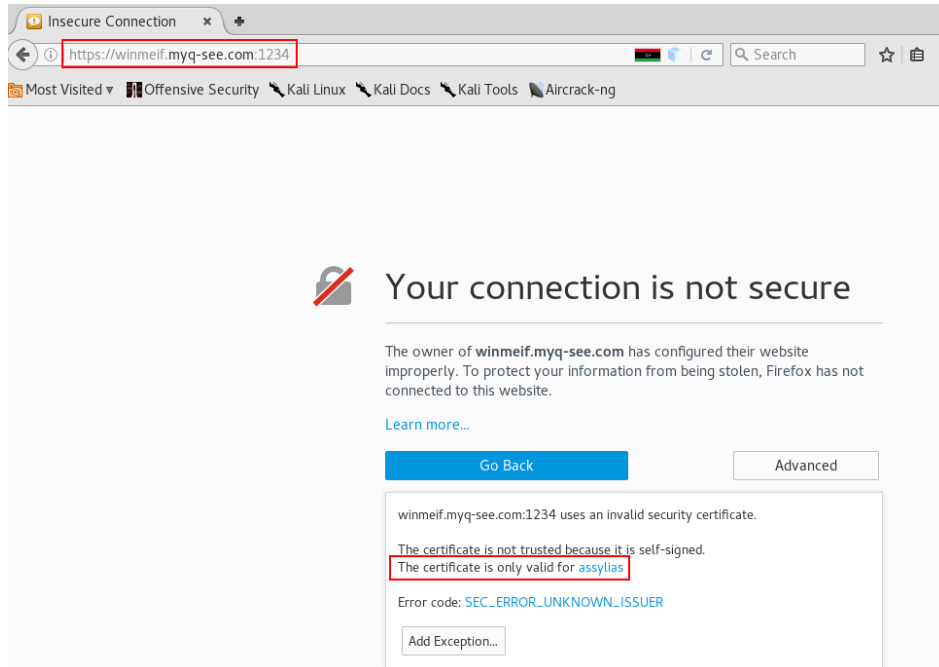 Insecure Connection
https://winmeif.myq-see.com:1234
Search
Most Visited
Offensive Security
Kali Linux
Kali Docs
Kali Tools
Aircrack-ng
Your connection is not secure
The owner of winmeif.myq-see.com has configured their website
improperly. To protect your information from being stolen, Firefox has not
connected to this website.
Learn more...
Go Back
Advanced
winmeif.myq-see.com:1234 uses an invalid security certificate.
The certificate is not trusted because it is self-signed.
The certificate is only valid for assylias
Error code: SEC_ERROR_UNKNOWN_ISSUER
Add Exception...